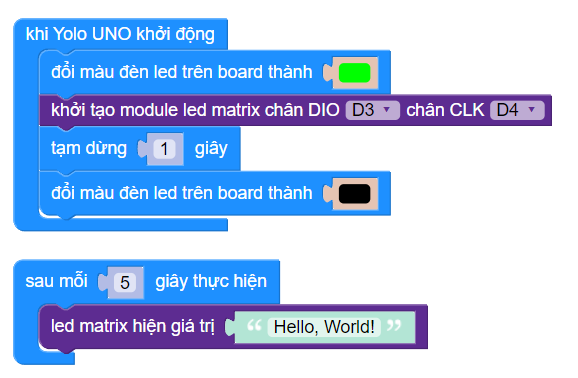 khi Yolo UNO khởi động
đổi màu đèn led trên board thành
khởi tạo module led matrix chân DIO D3 chân CLK D4
tạm dừng 1 giây
đổi màu đèn led trên board thành
sau mỗi 5 giây thực hiện
led matrix hiện giá trị “ Hello, World! ”